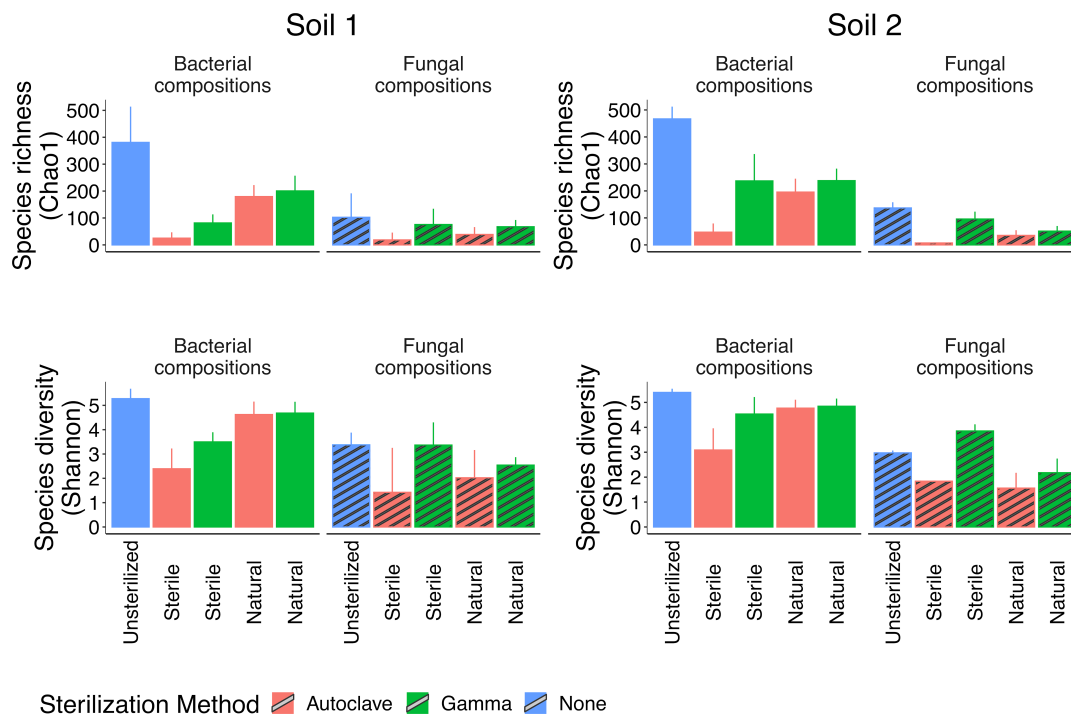 Soil 1
Soil 2
Bacterial
compositions
Fungal
compositions
Bacterial
compositions
Fungal
compositions
Species richness
(Chao1)
500
400
300
200
100
0
Species richness
(Chao1)
500
400
300
200
100
0
Bacterial
compositions
Fungal
compositions
Bacterial
compositions
Fungal
compositions
Species diversity
(Shannon)
5
4
3
2
1
0
Species diversity
(Shannon)
5
4
3
2
1
0
Unsterilized
Sterile
Sterile
Natural
Natural
Unsterilized
Sterile
Sterile
Natural
Natural
Unsterilized
Sterile
Sterile
Natural
Natural
Unsterilized
Sterile
Sterile
Natural
Natural
Sterilization Method Autoclave Gamma None